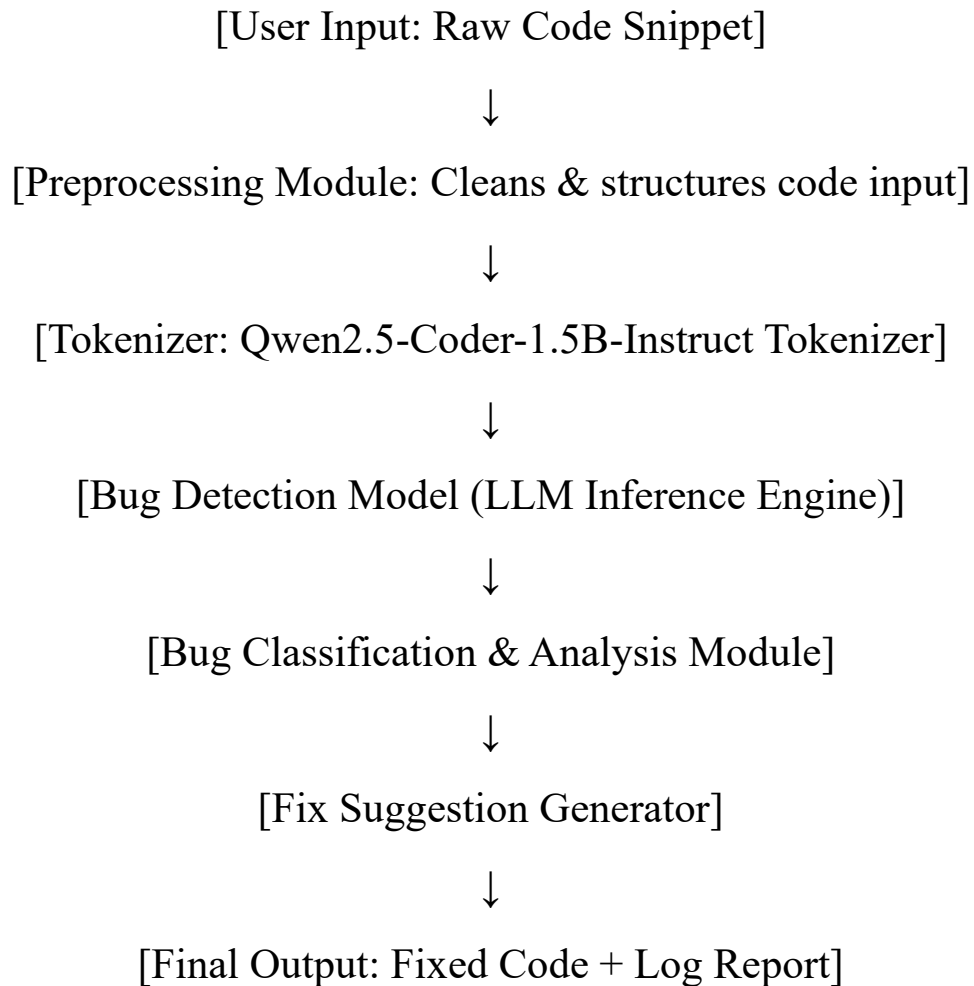 [User Input: Raw Code Snippet]
↓
[Preprocessing Module: Cleans & structures code input]
↓
[Tokenizer: Qwen2.5-Coder-1.5B-Instruct Tokenizer]
↓
[Bug Detection Model (LLM Inference Engine)]
↓
[Bug Classification & Analysis Module]
↓
[Fix Suggestion Generator]
↓
[Final Output: Fixed Code + Log Report]